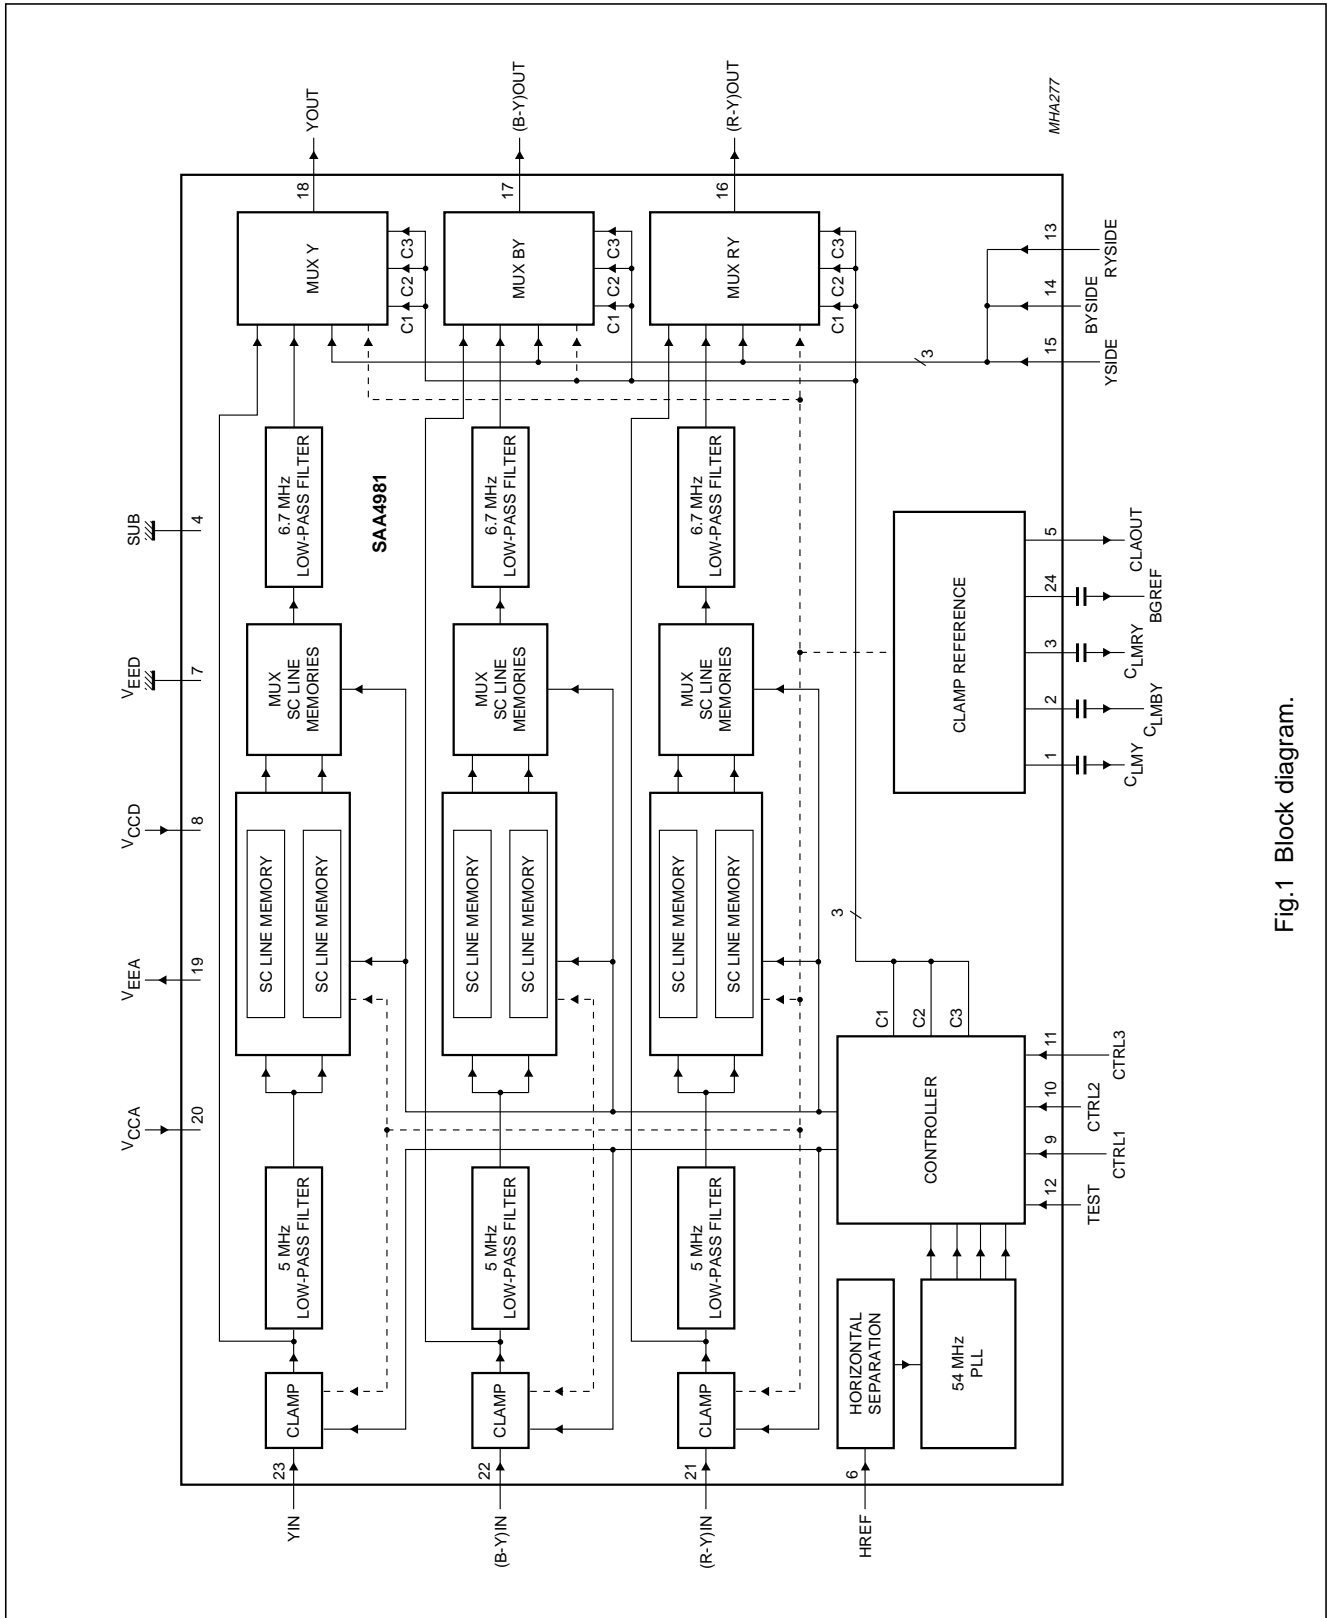 SUB
4
VEED
7
VCCD
8
VEEA
19
VCCA
20
YIN
23
CLAMP
5 MHz
LOW-PASS FILTER
SC LINE MEMORY
SC LINE MEMORY
MUX
SC LINE
MEMORIES
6.7 MHz
LOW-PASS FILTER
MUX Y
C1
C2
C3
18
YOUT
SAA4981
(B-Y)IN
22
CLAMP
5 MHz
LOW-PASS FILTER
SC LINE MEMORY
SC LINE MEMORY
MUX
SC LINE
MEMORIES
6.7 MHz
LOW-PASS FILTER
MUX BY
C1
C2
C3
17
(B-Y)OUT
(R-Y)IN
21
CLAMP
5 MHz
LOW-PASS FILTER
SC LINE MEMORY
SC LINE MEMORY
MUX
SC LINE
MEMORIES
6.7 MHz
LOW-PASS FILTER
MUX RY
C1
C2
C3
16
(R-Y)OUT
HREF
6
HORIZONTAL
SEPARATION
54 MHz
PLL
CONTROLLER
C1
C2
C3
3
3
CLAMP REFERENCE
12
TEST
9
CTRL1
10
CTRL2
11
CTRL3
1
CLMY
2
CLMBY
3
CLMRY
24
BGREF
5
CLAOUT
15
YSIDE
14
BYSIDE
13
RYSIDE
MHA277
Fig.1 Block diagram.